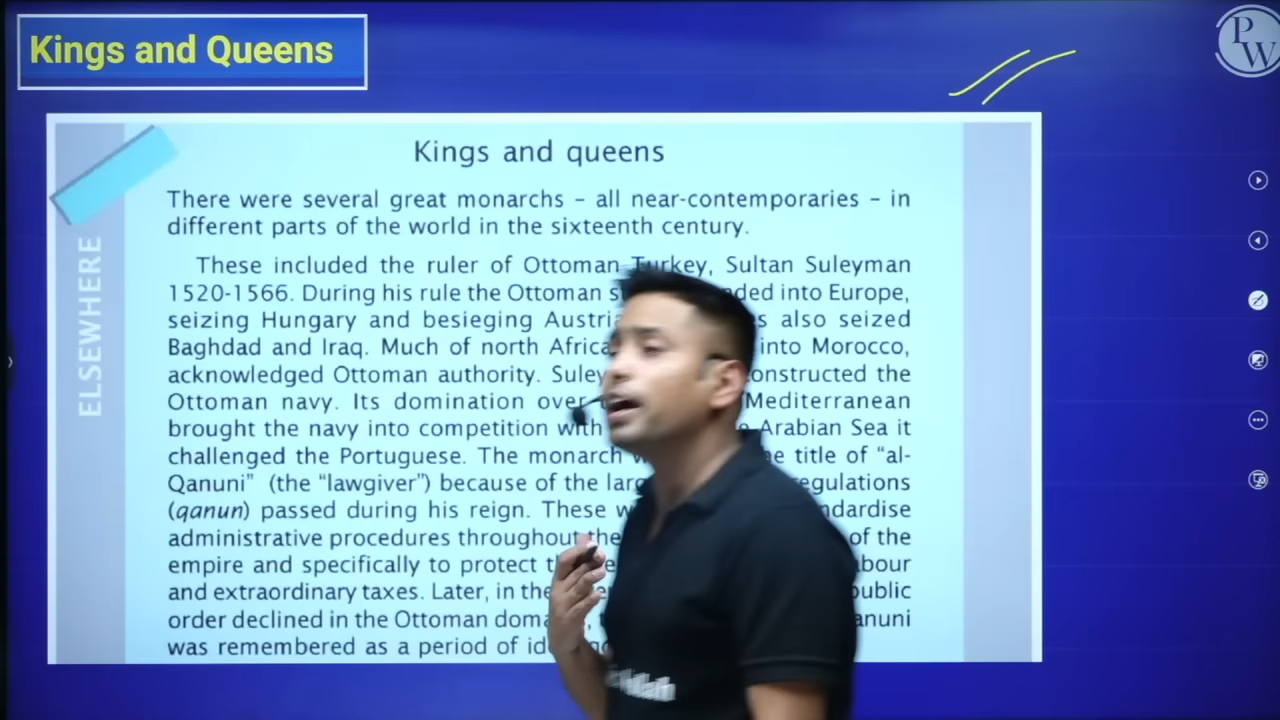 Kings and Queens
PW
ELSEWHERE
Kings and queens
There were several great monarchs – all near-contemporaries – in
different parts of the world in the sixteenth century.
These included the ruler of Ottoman Turkey, Sultan Suleyman
1520-1566. During his rule the Ottoman into Europe,
seizing Hungary and besieging also seized
Baghdad and Iraq. Much of north into Morocco,
acknowledged Ottoman authority. the
Ottoman navy. Its domination over Mediterranean
brought the navy into competition with Arabian Sea it
challenged the Portuguese. The monarch title of “al-
Qanuni” (the “lawgiver”) because of the regulations
(qanun) passed during his reign. These
administrative procedures throughout the of the
empire and specifically to protect
and extraordinary taxes. Later, in the public
order declined in the Ottoman
was remembered as a period of